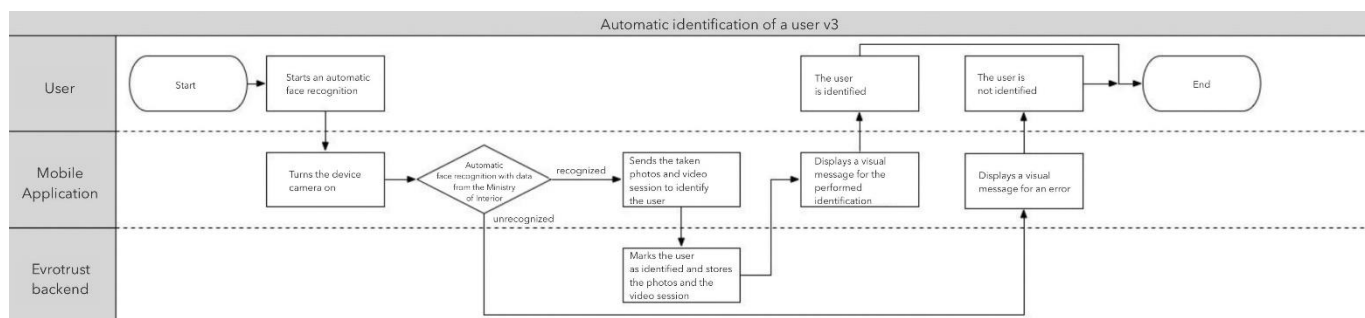 Automatic identification of a user v3
User
Start
Starts an automatic
face recognition
The user
is identified
The user is
not identified
End
Mobile
Application
Turns the device
camera on
Automatic
face recognition with data
from the Ministry
of Interior
recognized
unrecognized
Sends the taken
photos and video
session to identify
the user
Displays a visual
message for the
performed
identification
Displays a visual
message for an error
Evrotrust
backend
Marks the user
as identified and stores
the photos and the
video session